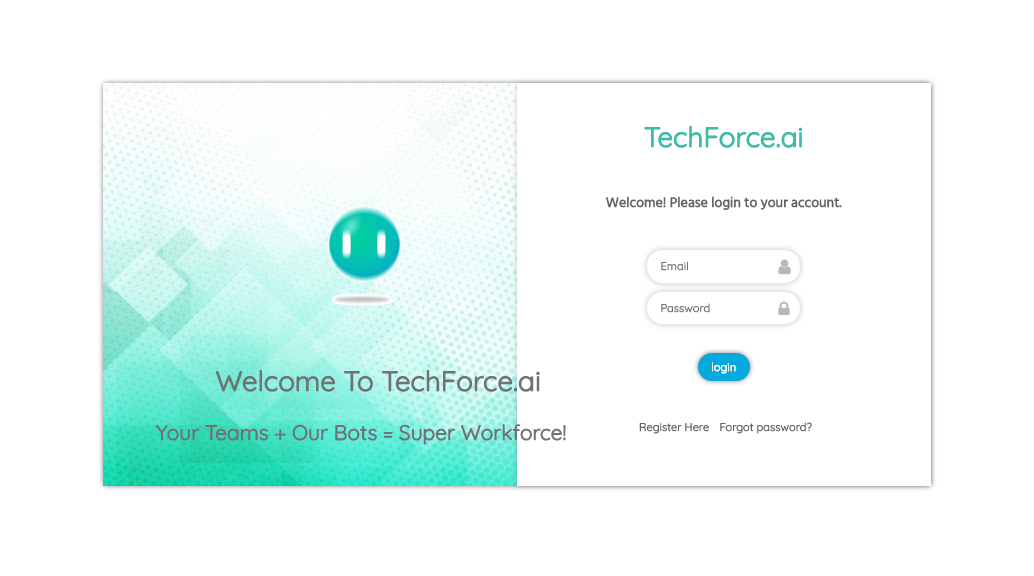 Welcome To TechForce.ai
Your Teams + Our Bots = Super Workforce!
TechForce.ai
Welcome! Please login to your account.
Email
Password
login
Register Here Forgot password?